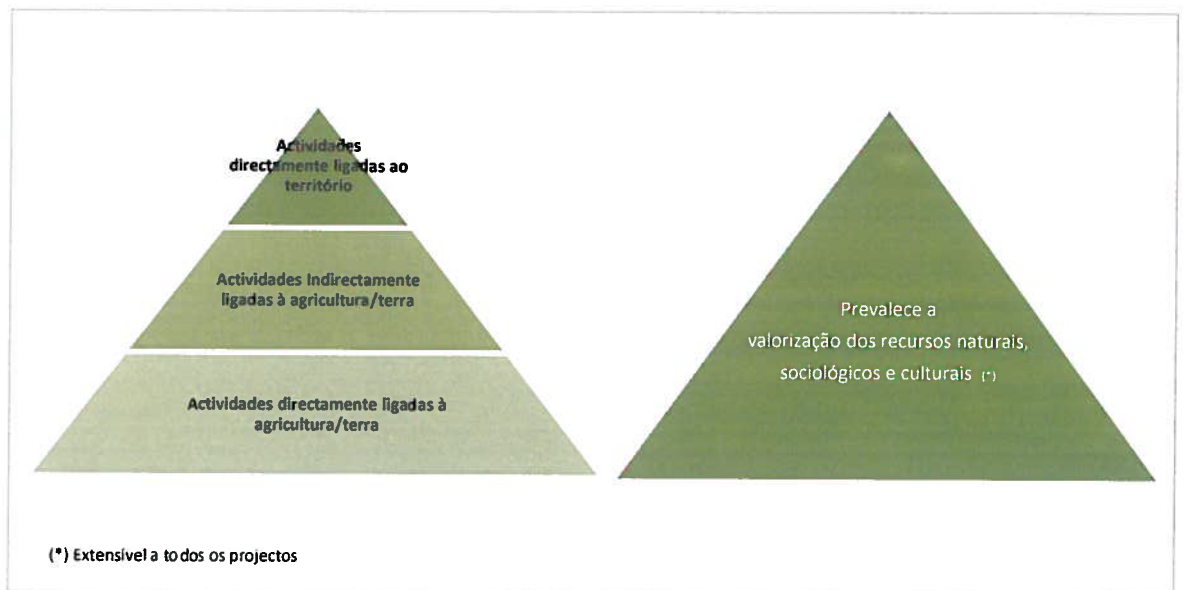 Actividades
directamente ligadas ao
território
Actividades Indirectamente
ligadas à agricultura/terra
Actividades directamente ligadas à
agricultura/terra
Prevalece a
valorização dos recursos naturais,
sociológicos e culturais (*)
(*) Extensível a todos os projectos